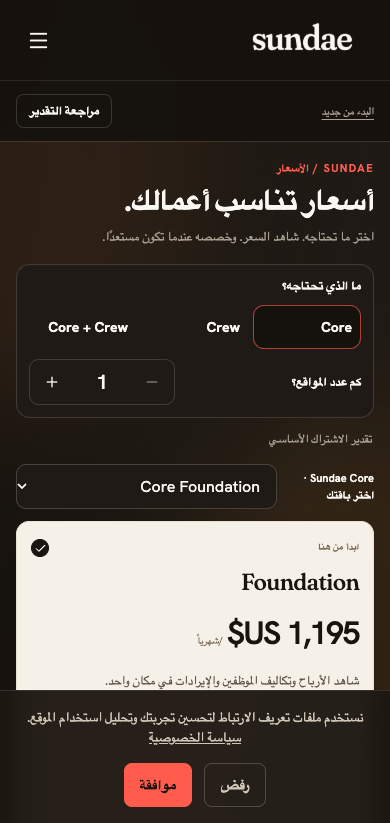 sundae
البدء من جديد
مراجعة التقدير
SUNDAE / الأسعار
أسعار تناسب أعمالك.
اختر ما تحتاجه. شاهد السعر. وخصصه عندما تكون مستعدًا.
ما الذي تحتاجه؟
Core
Crew
Core + Crew
كم عدد المواقع؟
− 1 +
تقدير الاشتراك الأساسي
Sundae Core ·
اختر باقتك
Core Foundation
ابدأ من هنا
Foundation
$US 1,195 /شهرياً
شاهد الأرباح وتكاليف الموظفين والإيرادات في مكان واحد.
نستخدم ملفات تعريف الارتباط لتحسين تجربتك وتحليل استخدام الموقع.
سياسة الخصوصية
رفض
موافقة